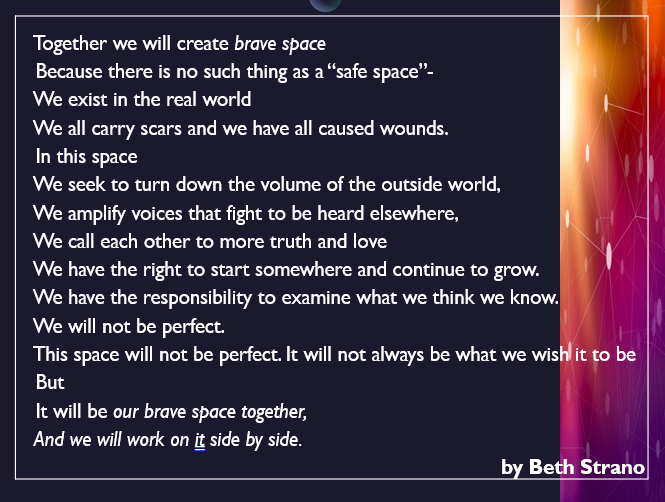 Together we will create brave space
Because there is no such thing as a “safe space”-
We exist in the real world
We all carry scars and we have all caused wounds.
In this space
We seek to turn down the volume of the outside world,
We amplify voices that fight to be heard elsewhere,
We call each other to more truth and love
We have the right to start somewhere and continue to grow.
We have the responsibility to examine what we think we know.
We will not be perfect.
This space will not be perfect. It will not always be what we wish it to be
But
It will be our brave space together,
And we will work on it side by side.
by Beth Strano